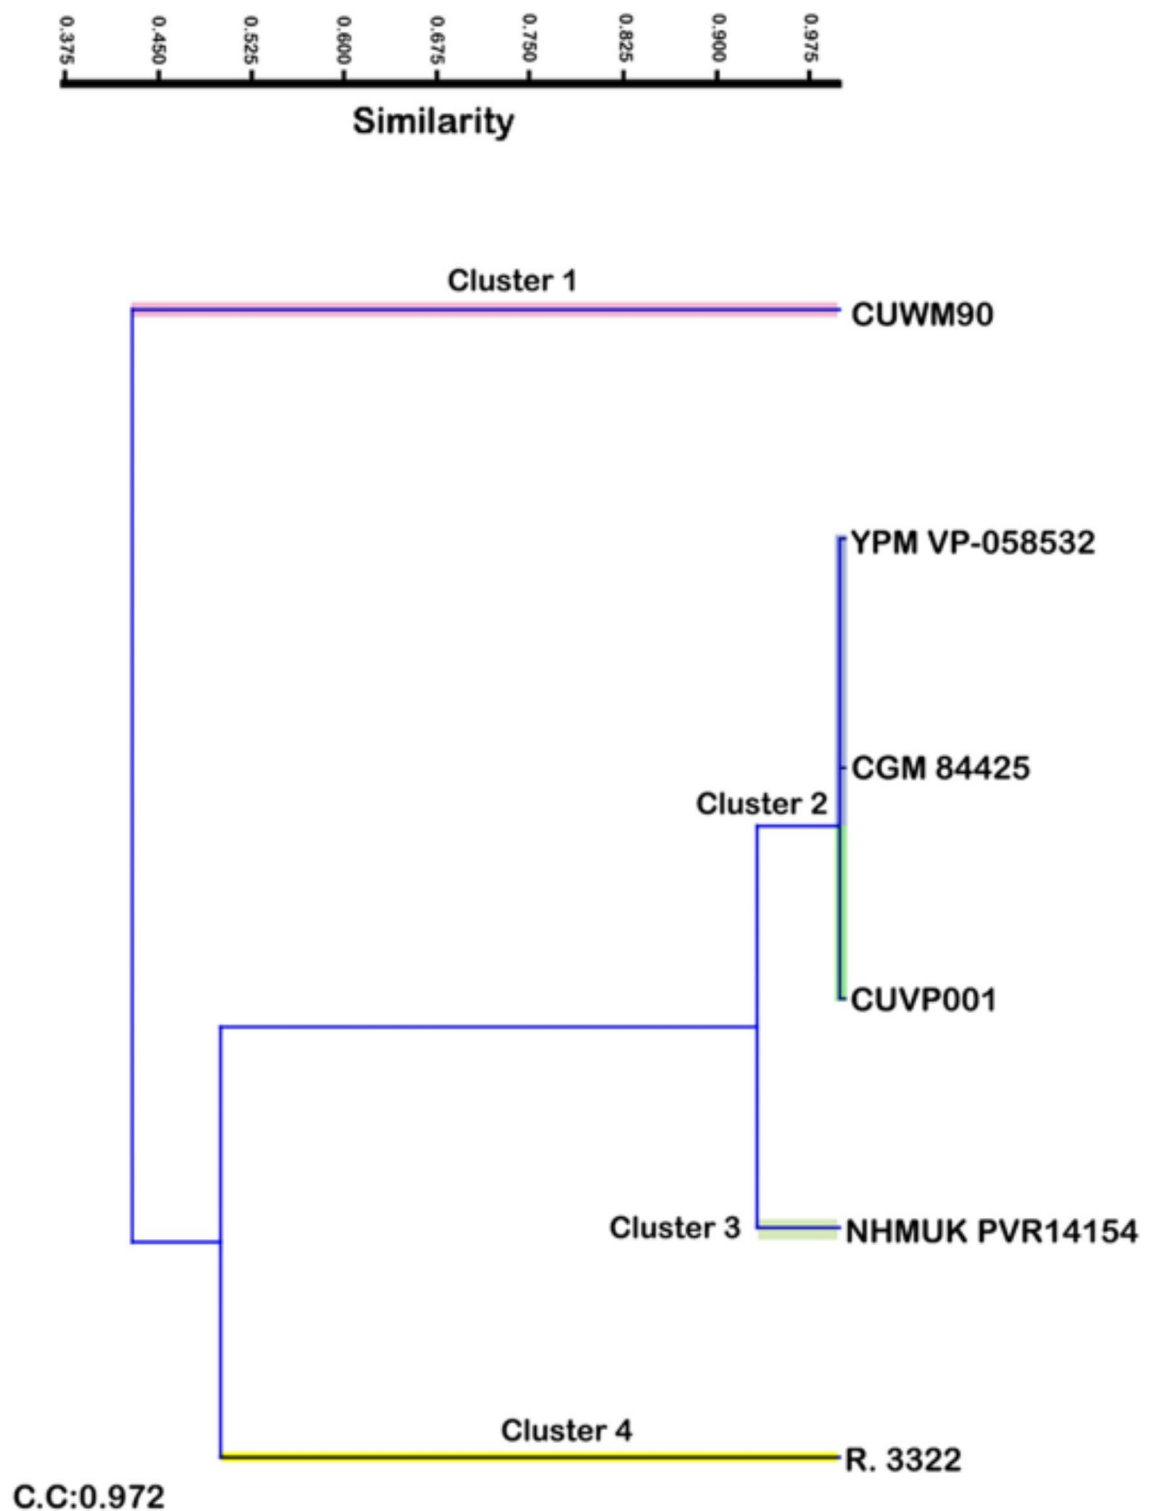 0.375 0.450 0.525 0.600 0.675 0.750 0.825 0.900 0.975
Similarity
Cluster 1
CUWM90
YPM VP-058532
CGM 84425
Cluster 2
CUVP001
Cluster 3
NHMUK PVR14154
Cluster 4
R. 3322
C.C:0.972